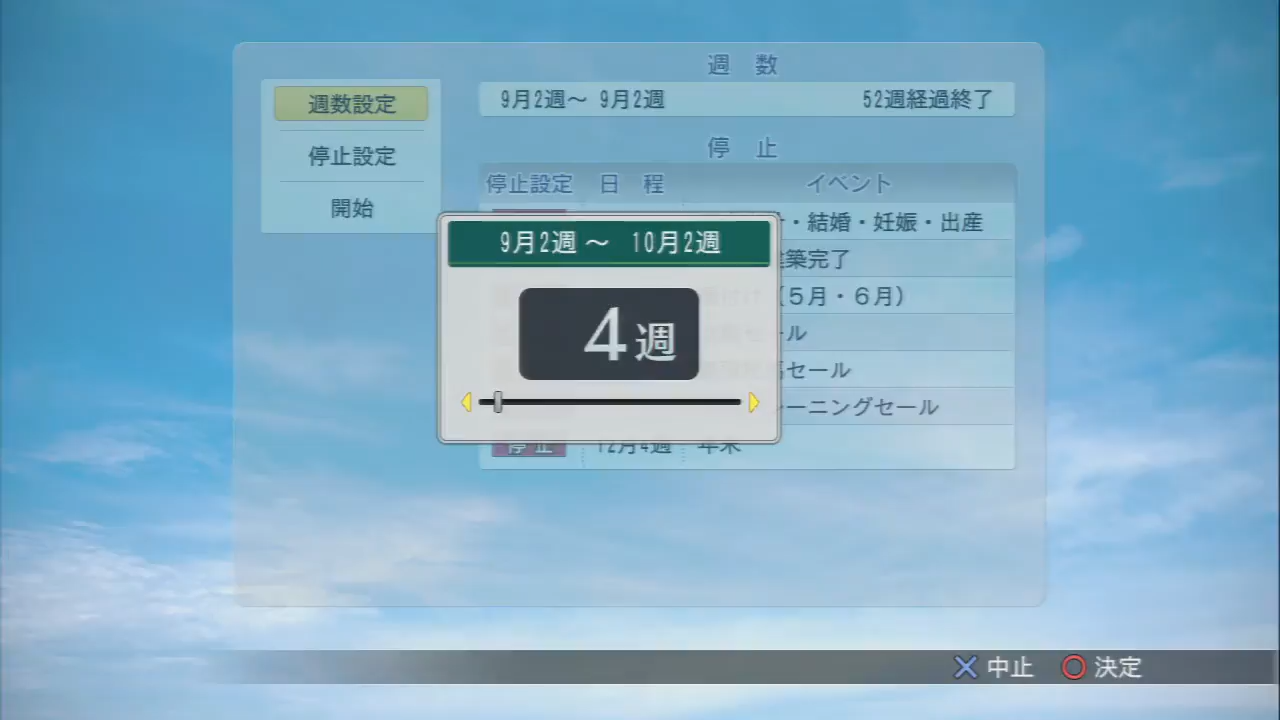 週数
週数設定
9月2週～ 9月2週 52週経過終了
停止設定
停止
開始
停止設定 日程 イベント
・結婚・妊娠・出産
築完了
（5月・6月）
ール
セール
ーニングセール
停止 12月4週 年末
9月2週 ～ 10月2週
4週
中止 決定